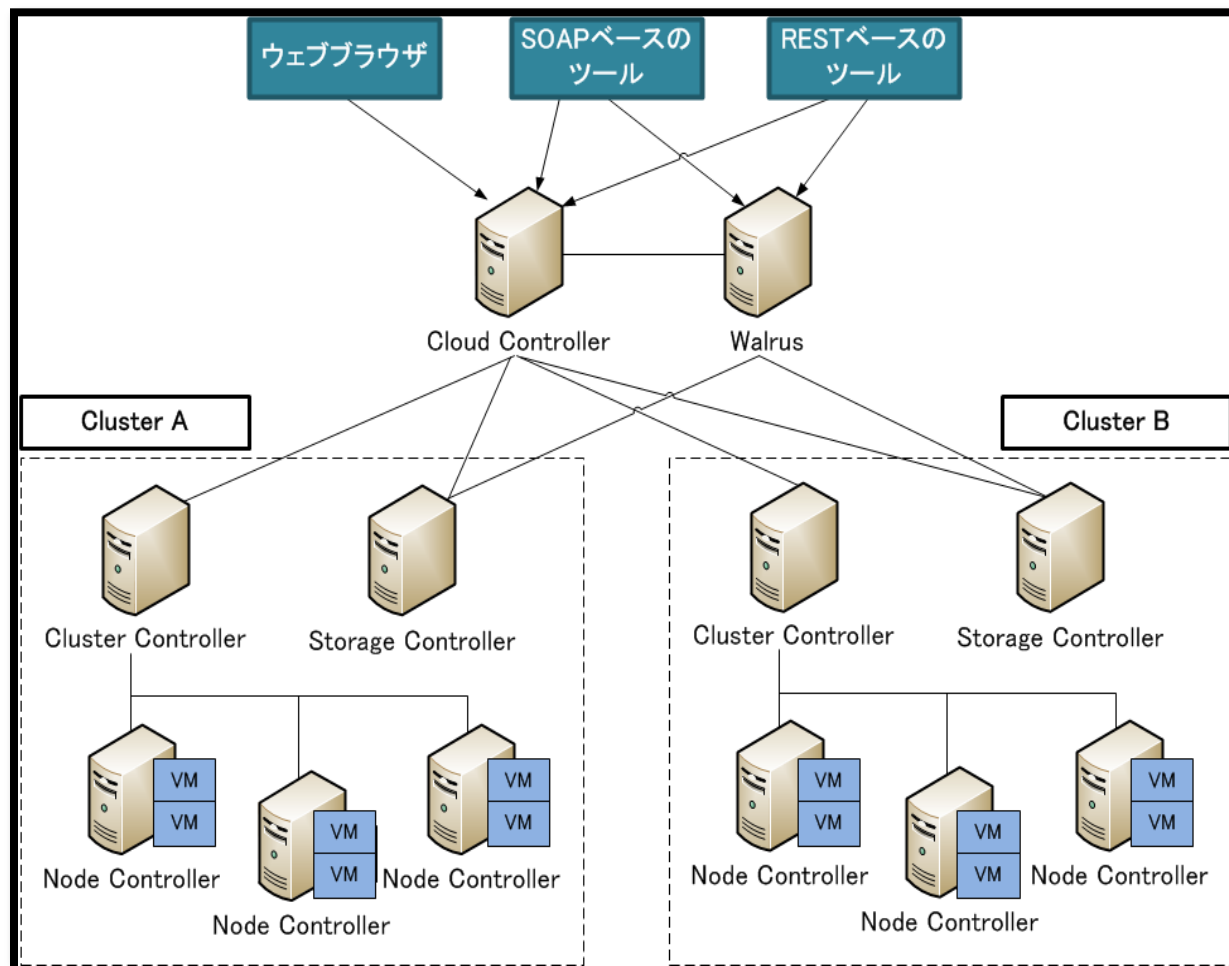 ウェブブラウザ
SOAPベースの
ツール
RESTベースの
ツール
Cloud Controller
Walrus
Cluster A
Cluster B
Cluster Controller
Storage Controller
Cluster Controller
Storage Controller
VM
VM
VM
VM
VM
VM
Node Controller
Node Controller
Node Controller
VM
VM
VM
VM
VM
VM
Node Controller
Node Controller
Node Controller